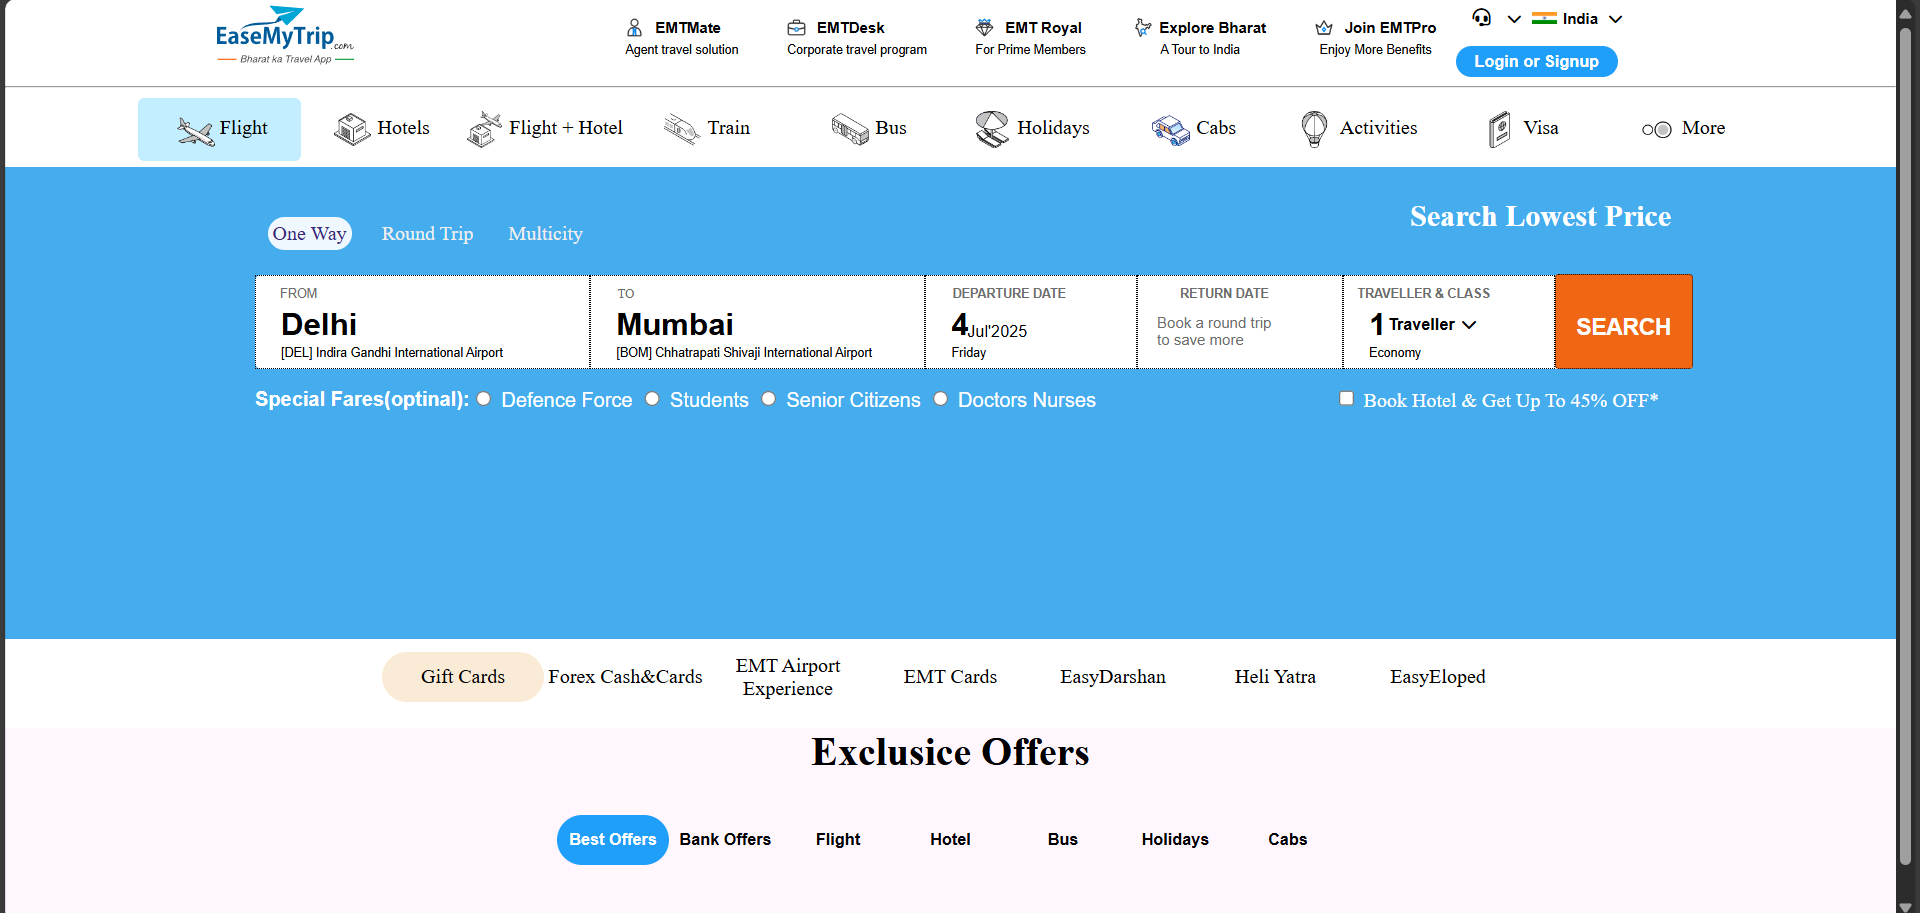 EaseMyTrip.com
Bharat ka Travel App
EMTMate
Agent travel solution
EMTDesk
Corporate travel program
EMT Royal
For Prime Members
Explore Bharat
A Tour to India
Join EMTPro
Enjoy More Benefits
India
Login or Signup
Flight
Hotels
Flight + Hotel
Train
Bus
Holidays
Cabs
Activities
Visa
More
One Way
Round Trip
Multicity
Search Lowest Price
FROM
Delhi
[DEL] Indira Gandhi International Airport
TO
Mumbai
[BOM] Chhatrapati Shivaji International Airport
DEPARTURE DATE
4Jul'2025
Friday
RETURN DATE
Book a round trip
to save more
TRAVELLER & CLASS
1 Traveller
Economy
SEARCH
Special Fares(optinal): Defence Force Students Senior Citizens Doctors Nurses
Book Hotel & Get Up To 45% OFF*
Gift Cards
Forex Cash&Cards
EMT Airport
Experience
EMT Cards
EasyDarshan
Heli Yatra
EasyEloped
Exclusice Offers
Best Offers
Bank Offers
Flight
Hotel
Bus
Holidays
Cabs